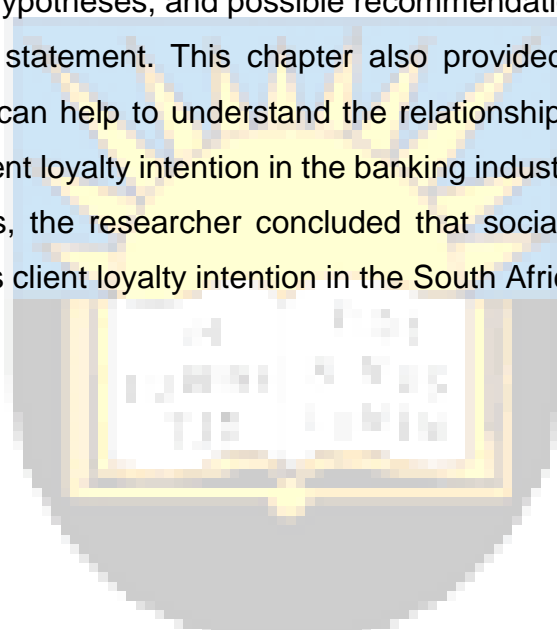 ypotheses, and possible recommendati
statement. This chapter also provided
can help to understand the relationship
ent loyalty intention in the banking indust
s, the researcher concluded that social
s client loyalty intention in the South Afric